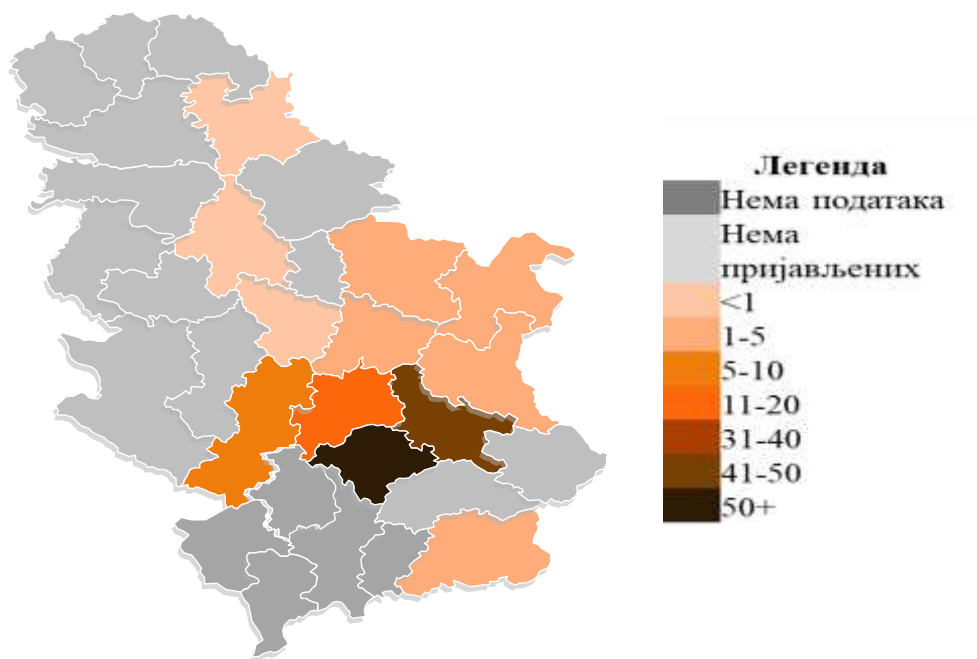 Легенда
Нема података
Нема
пријављених
<1
1-5
5-10
11-20
31-40
41-50
50+